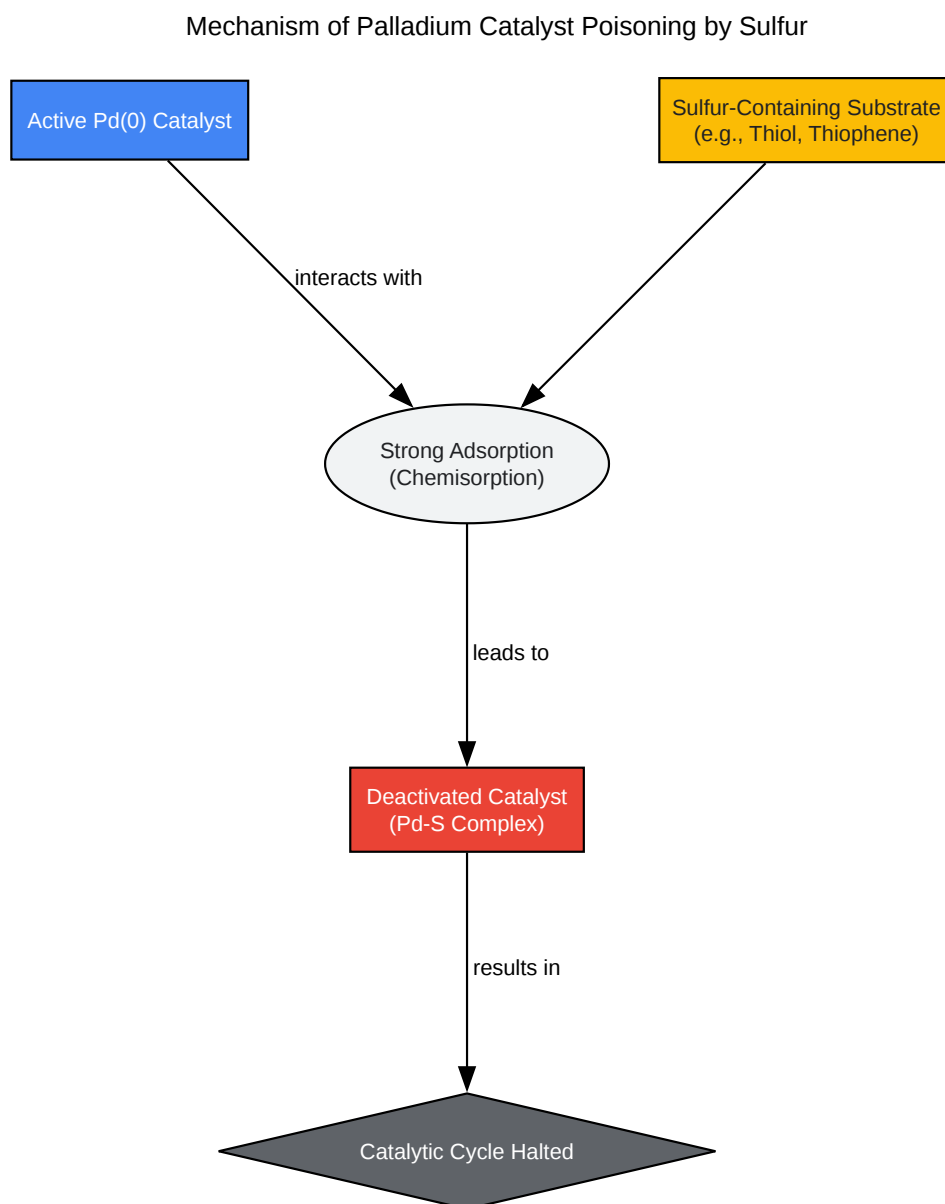 Mechanism of Palladium Catalyst Poisoning by Sulfur
Active Pd(0) Catalyst
Sulfur-Containing Substrate
(e.g., Thiol, Thiophene)
interacts with
Strong Adsorption
(Chemisorption)
leads to
Deactivated Catalyst
(Pd-S Complex)
results in
Catalytic Cycle Halted